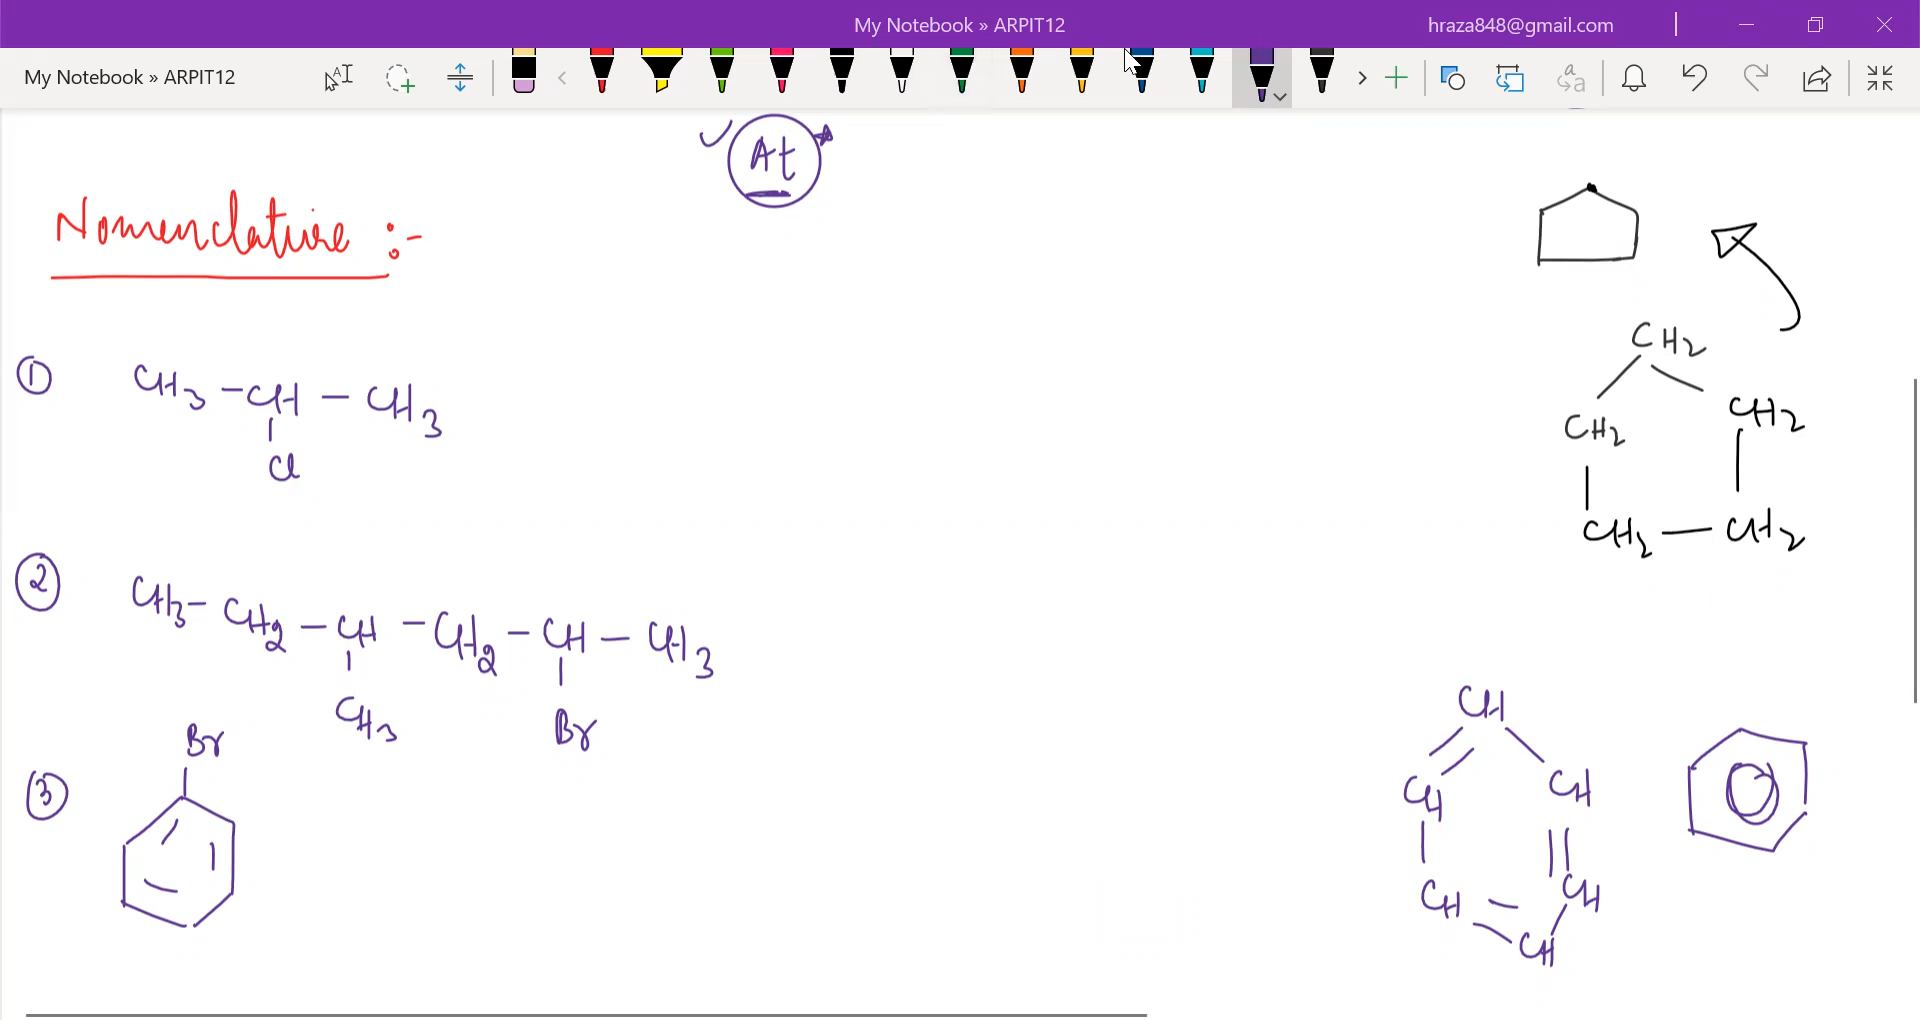 My Notebook » ARPIT12
hraza848@gmail.com
My Notebook » ARPIT12
At
Nomenclature :-
① CH3 - CH - CH3
Cl
② CH3 - CH2 - CH - CH2 - CH - CH3
CH3 Br
③ Br
CH2
CH2 CH2
CH2 — CH2
CH
CH CH
CH CH
CH